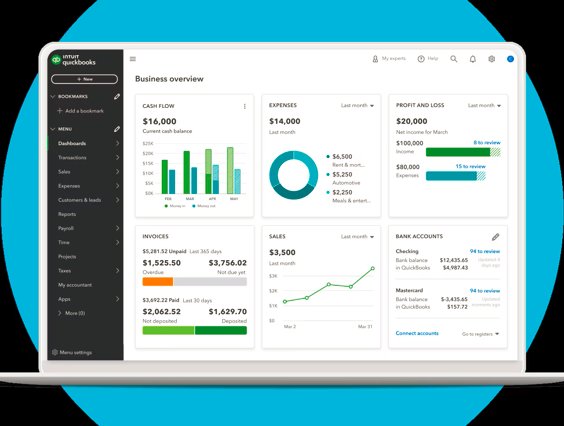 INTUIT
quickbooks
+ New
BOOKMARKS
+ Add a bookmark
MENU
Dashboards
Transactions
Sales
Expenses
Customers & leads
Reports
Payroll
Time
Projects
Taxes
My accountant
Apps
More (0)
Menu settings
My experts
Help
C
Business overview
CASH FLOW
$16,000
Current cash balance
$25K
$20K
$15K
$10K
$5K
$0K
FEB MAR APR MAY
Money in Money out
EXPENSES
Last month
$14,000
Last month
$6,500
Rent & mort...
$5,250
Automotive
$2,250
Meals & entert...
PROFIT AND LOSS
Last month
$20,000
Net income for March
$100,000
Income
8 to review
$80,000
Expenses
15 to review
INVOICES
$5,281.52 Unpaid Last 365 days
$1,525.50 $3,756.02
Overdue Not due yet
$3,692.22 Paid Last 30 days
$2,062.52 $1,629.70
Not deposited Deposited
SALES
Last month
$3,500
Last month
$3K
$2K
$1K
$0
Mar 2 Mar 31
BANK ACCOUNTS
Checking 94 to review
Bank balance $12,435.65
in QuickBooks $4,987.43
Updated 4
days ago
Mastercard 94 to review
Bank balance $-3,435.65
in QuickBooks $157.72
Updated
Connect accounts Go to registers